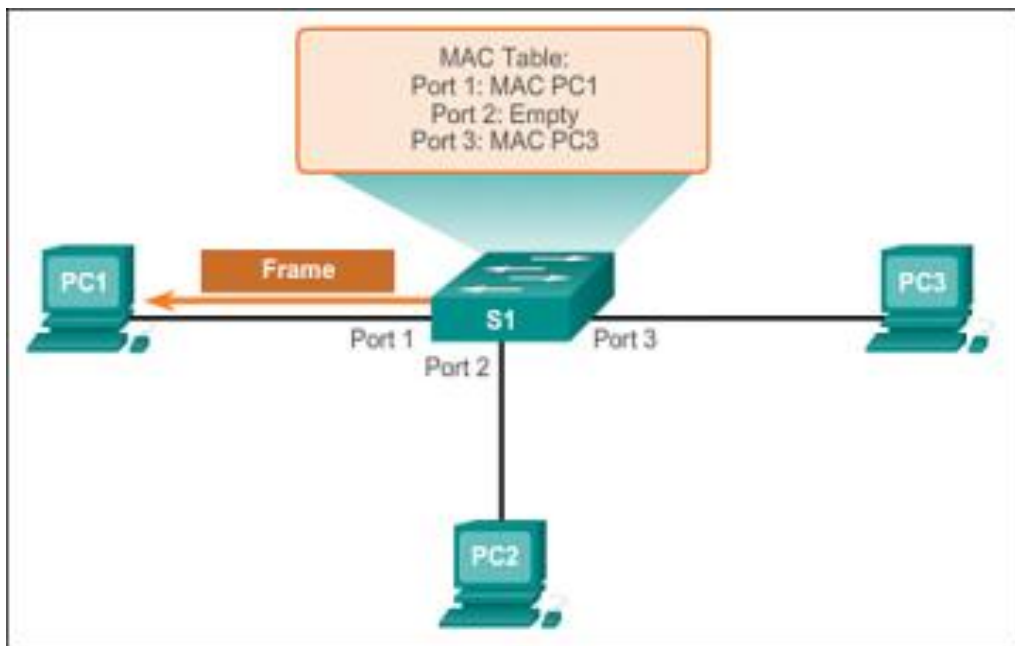 MAC Table:
Port 1: MAC PC1
Port 2: Empty
Port 3: MAC PC3
PC1
Frame
S1
PC3
Port 1
Port 2
Port 3
PC2